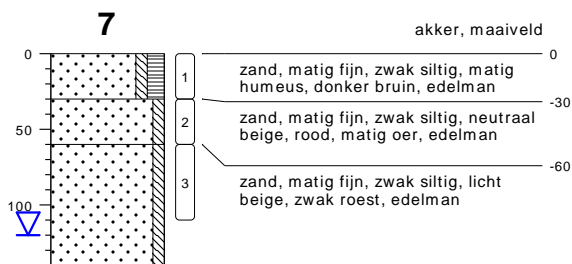 7
akker, maaiveld
0
0
1
zand, matig fijn, zwak siltig, matig
humeus, donker bruin, edelman
-30
2
zand, matig fijn, zwak siltig, neutraal
beige, rood, matig oer, edelman
50
-60
3
zand, matig fijn, zwak siltig, licht
beige, zwak roest, edelman
100